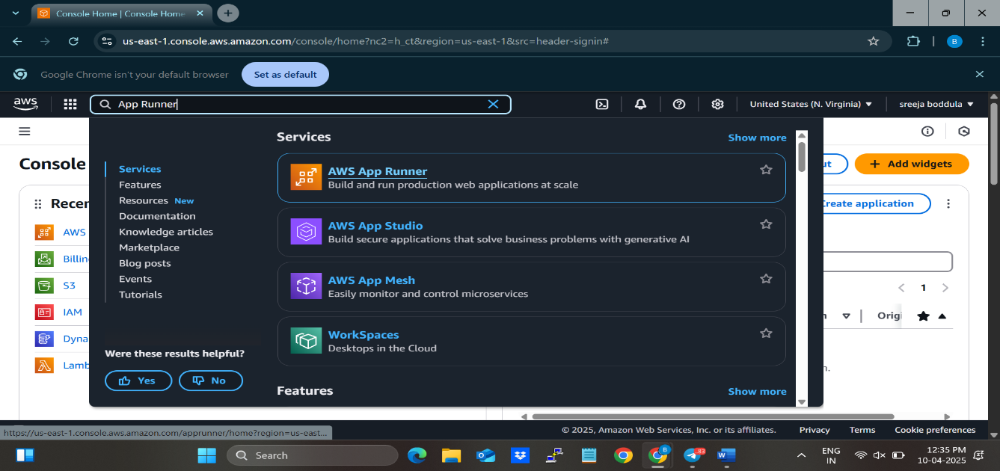 Console Home | Console Home
us-east-1.console.aws.amazon.com/console/home?nc2=h_ct&region=us-east-1&src=header-signin#
B
Google Chrome isn't your default browser
Set as default
aws
App Runner
United States (N. Virginia)
sreeja boddula
Console
Add widgets
Recen
Create application
AWS
Billin
S3
IAM
Dyna
Lamb
1
Origi
Services
Features
Resources New
Documentation
Knowledge articles
Marketplace
Blog posts
Events
Tutorials
Were these results helpful?
Yes
No
Services
Show more
AWS App Runner
Build and run production web applications at scale
AWS App Studio
Build secure applications that solve business problems with generative AI
AWS App Mesh
Easily monitor and control microservices
WorkSpaces
Desktops in the Cloud
Features
Show more
https://us-east-1.console.aws.amazon.com/apprunner/home?region=us-east...
© 2025, Amazon Web Services, Inc. or its affiliates.
Privacy
Terms
Cookie preferences
Search
B
83
W
ENG
IN
12:35 PM
10-04-2025